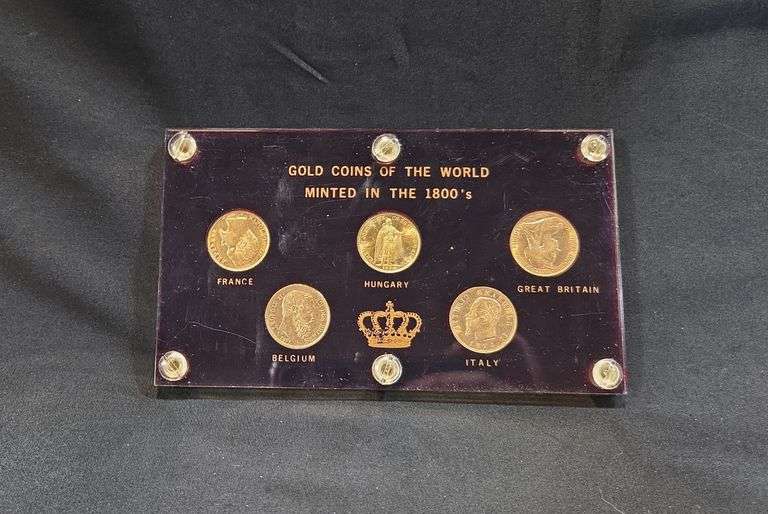 GOLD COINS OF THE WORLD
MINTED IN THE 1800's
FRANCE
HUNGARY
GREAT BRITAIN
BELGIUM
ITALY